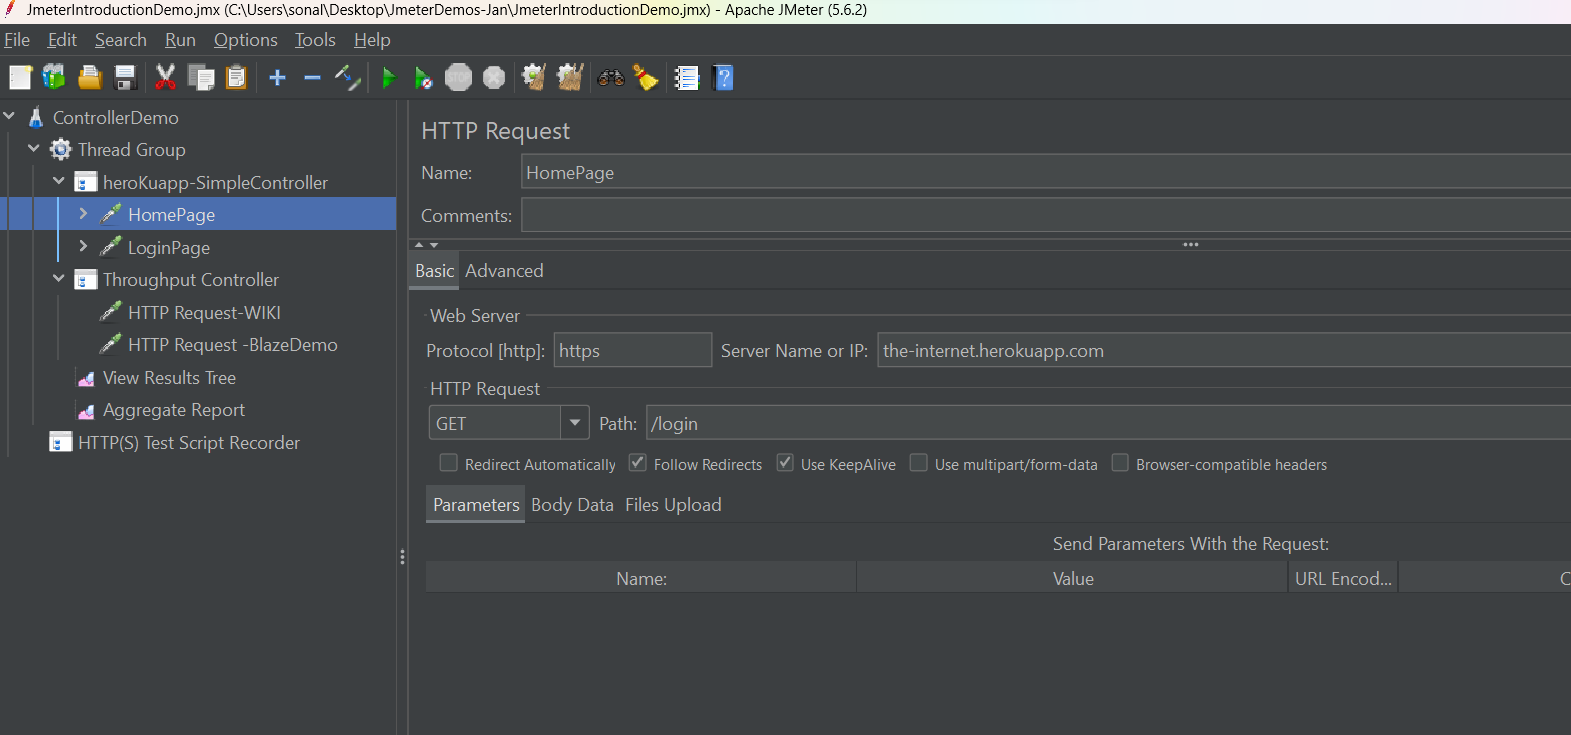 JmeterIntroductionDemo.jmx (C:\Users\sonal\Desktop\JmeterDemos-Jan\JmeterIntroductionDemo.jmx) - Apache JMeter (5.6.2)
File Edit Search Run Options Tools Help
STOP
ControllerDemo
Thread Group
heroKuapp-SimpleController
HomePage
LoginPage
Throughput Controller
HTTP Request-WIKI
HTTP Request -BlazeDemo
View Results Tree
Aggregate Report
HTTP(S) Test Script Recorder
HTTP Request
Name: HomePage
Comments:
Basic Advanced
Web Server
Protocol [http]: https Server Name or IP: the-internet.herokuapp.com
HTTP Request
GET Path: /login
Redirect Automatically Follow Redirects Use KeepAlive Use multipart/form-data Browser-compatible headers
Parameters Body Data Files Upload
Send Parameters With the Request:
Name: Value URL Encod... C